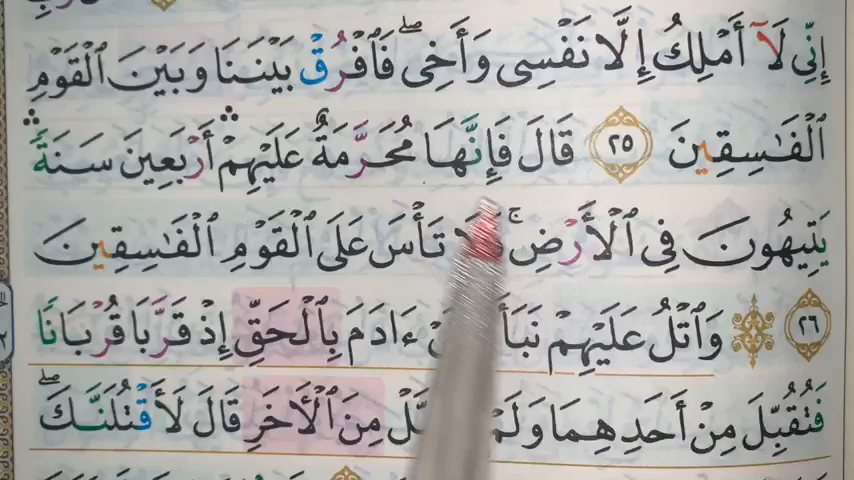 إِنِّى لَآ أَمْلِكُ إِلَّا نَفْسِى وَأَخِى ۖ فَٱفْرُقْ بَيْنَنَا وَبَيْنَ ٱلْقَوْمِ
ٱلْفَـٰسِقِينَ ٢٥ قَالَ فَإِنَّهَا مُحَرَّمَةٌ عَلَيْهِمْ ۛ أَرْبَعِينَ سَنَةً ۛ
يَتِيهُونَ فِى ٱلْأَرْضِ ۚ تَأْسَ عَلَى ٱلْقَوْمِ ٱلْفَـٰسِقِينَ
٢٦ وَٱتْلُ عَلَيْهِمْ نَبَأَ ءَادَمَ بِٱلْحَقِّ إِذْ قَرَّبَا قُرْبَانًا
فَتُقُبِّلَ مِنْ أَحَدِهِمَا وَلَمْ مِنَ ٱلْـَٔاخَرِ قَالَ لَأَقْتُلَنَّكَ ۖ